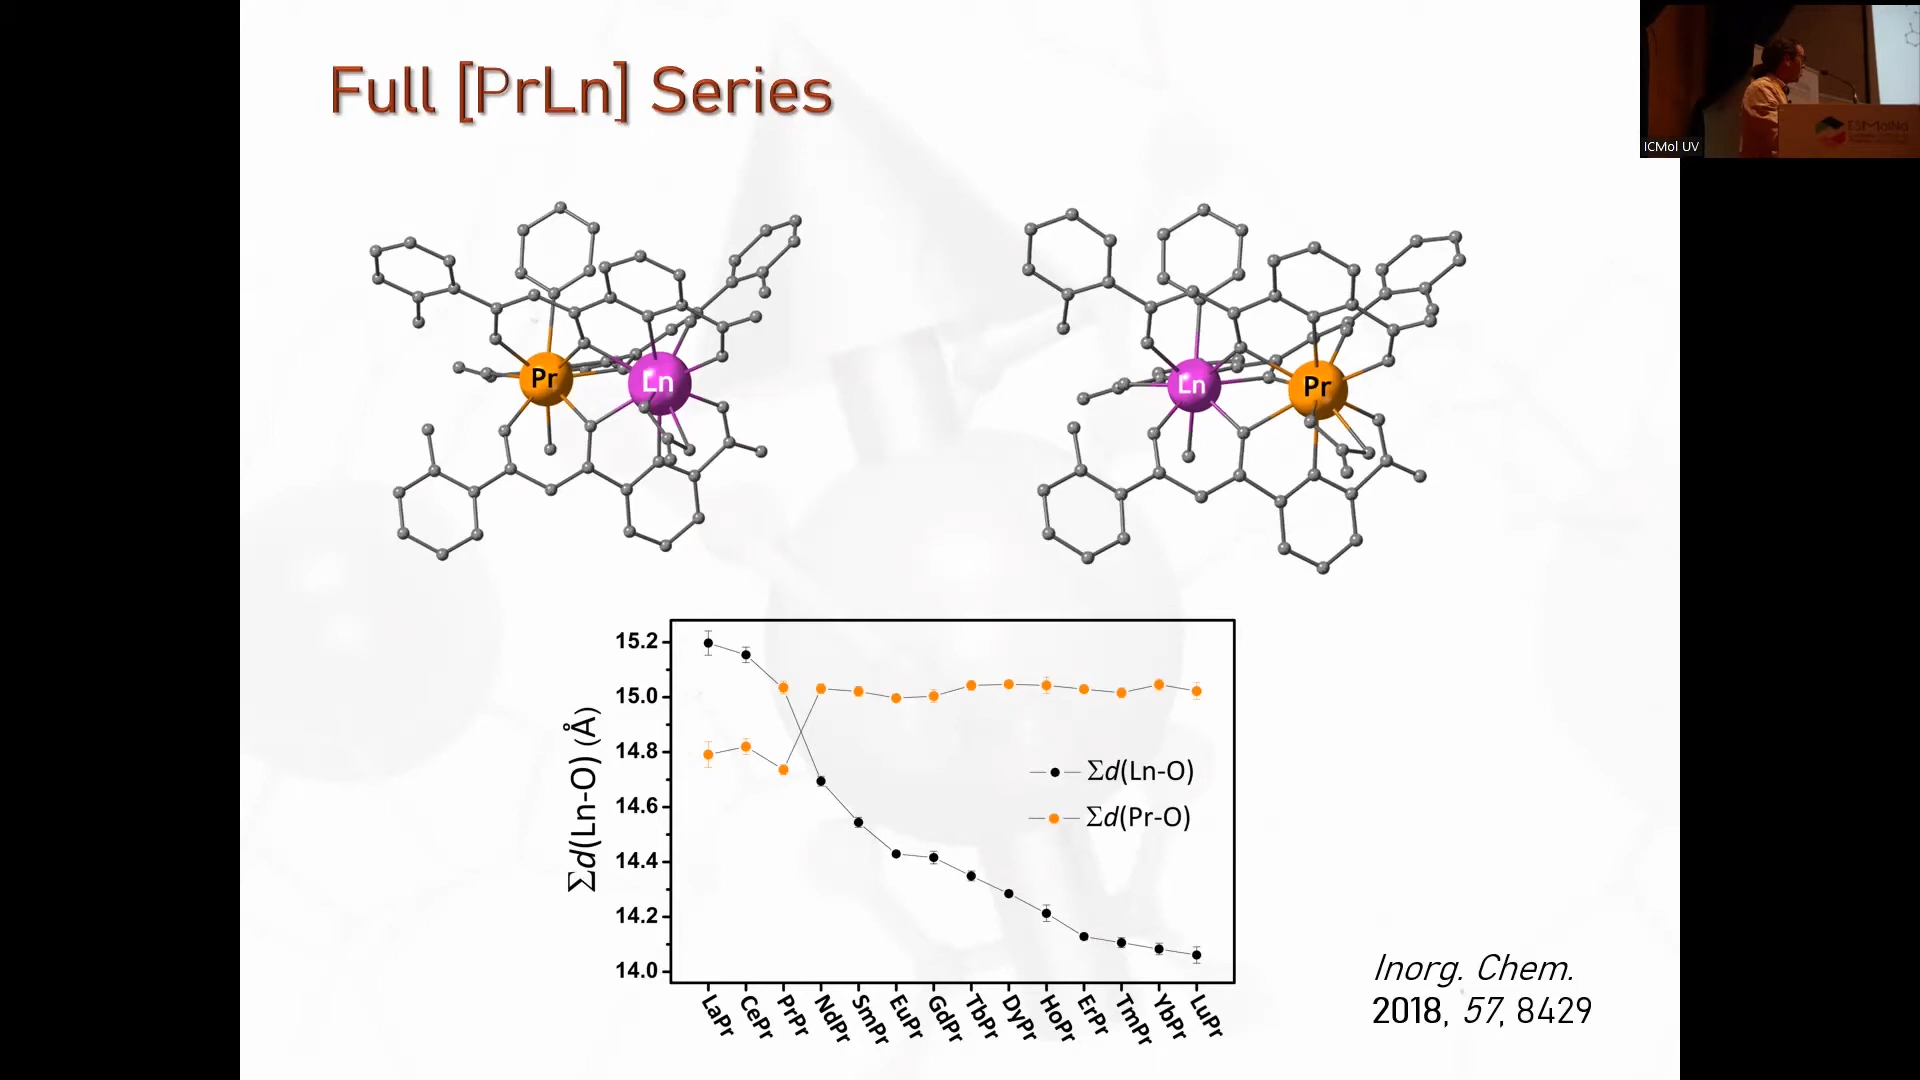 Full [PrLn] Series
ICMol UV
ESMolNa
Pr
Ln
Ln
Pr
15.2
15.0
14.8
14.6
14.4
14.2
14.0
Σd(Ln-O) (Å)
Σd(Ln-O)
Σd(Pr-O)
LaPr
CePr
PrPr
NdPr
SmPr
EuPr
GdPr
TbPr
DyPr
HoPr
ErPr
TmPr
YbPr
LuPr
Inorg. Chem.
2018, 57, 8429